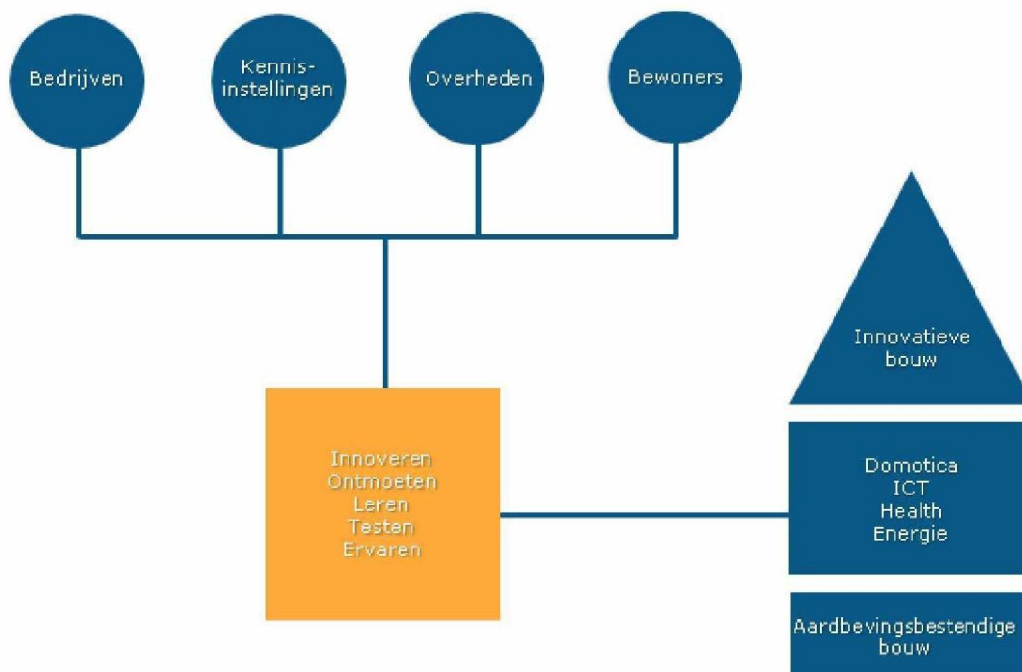 Bedrijven
Kennis-
instellingen
Overheden
Bewoners
Innovatieve
bouw
Innoveren
Ontmoeten
Leren
Testen
Ervaren
Domotica
ICT
Health
Energie
Aardbevingsbestendige
bouw